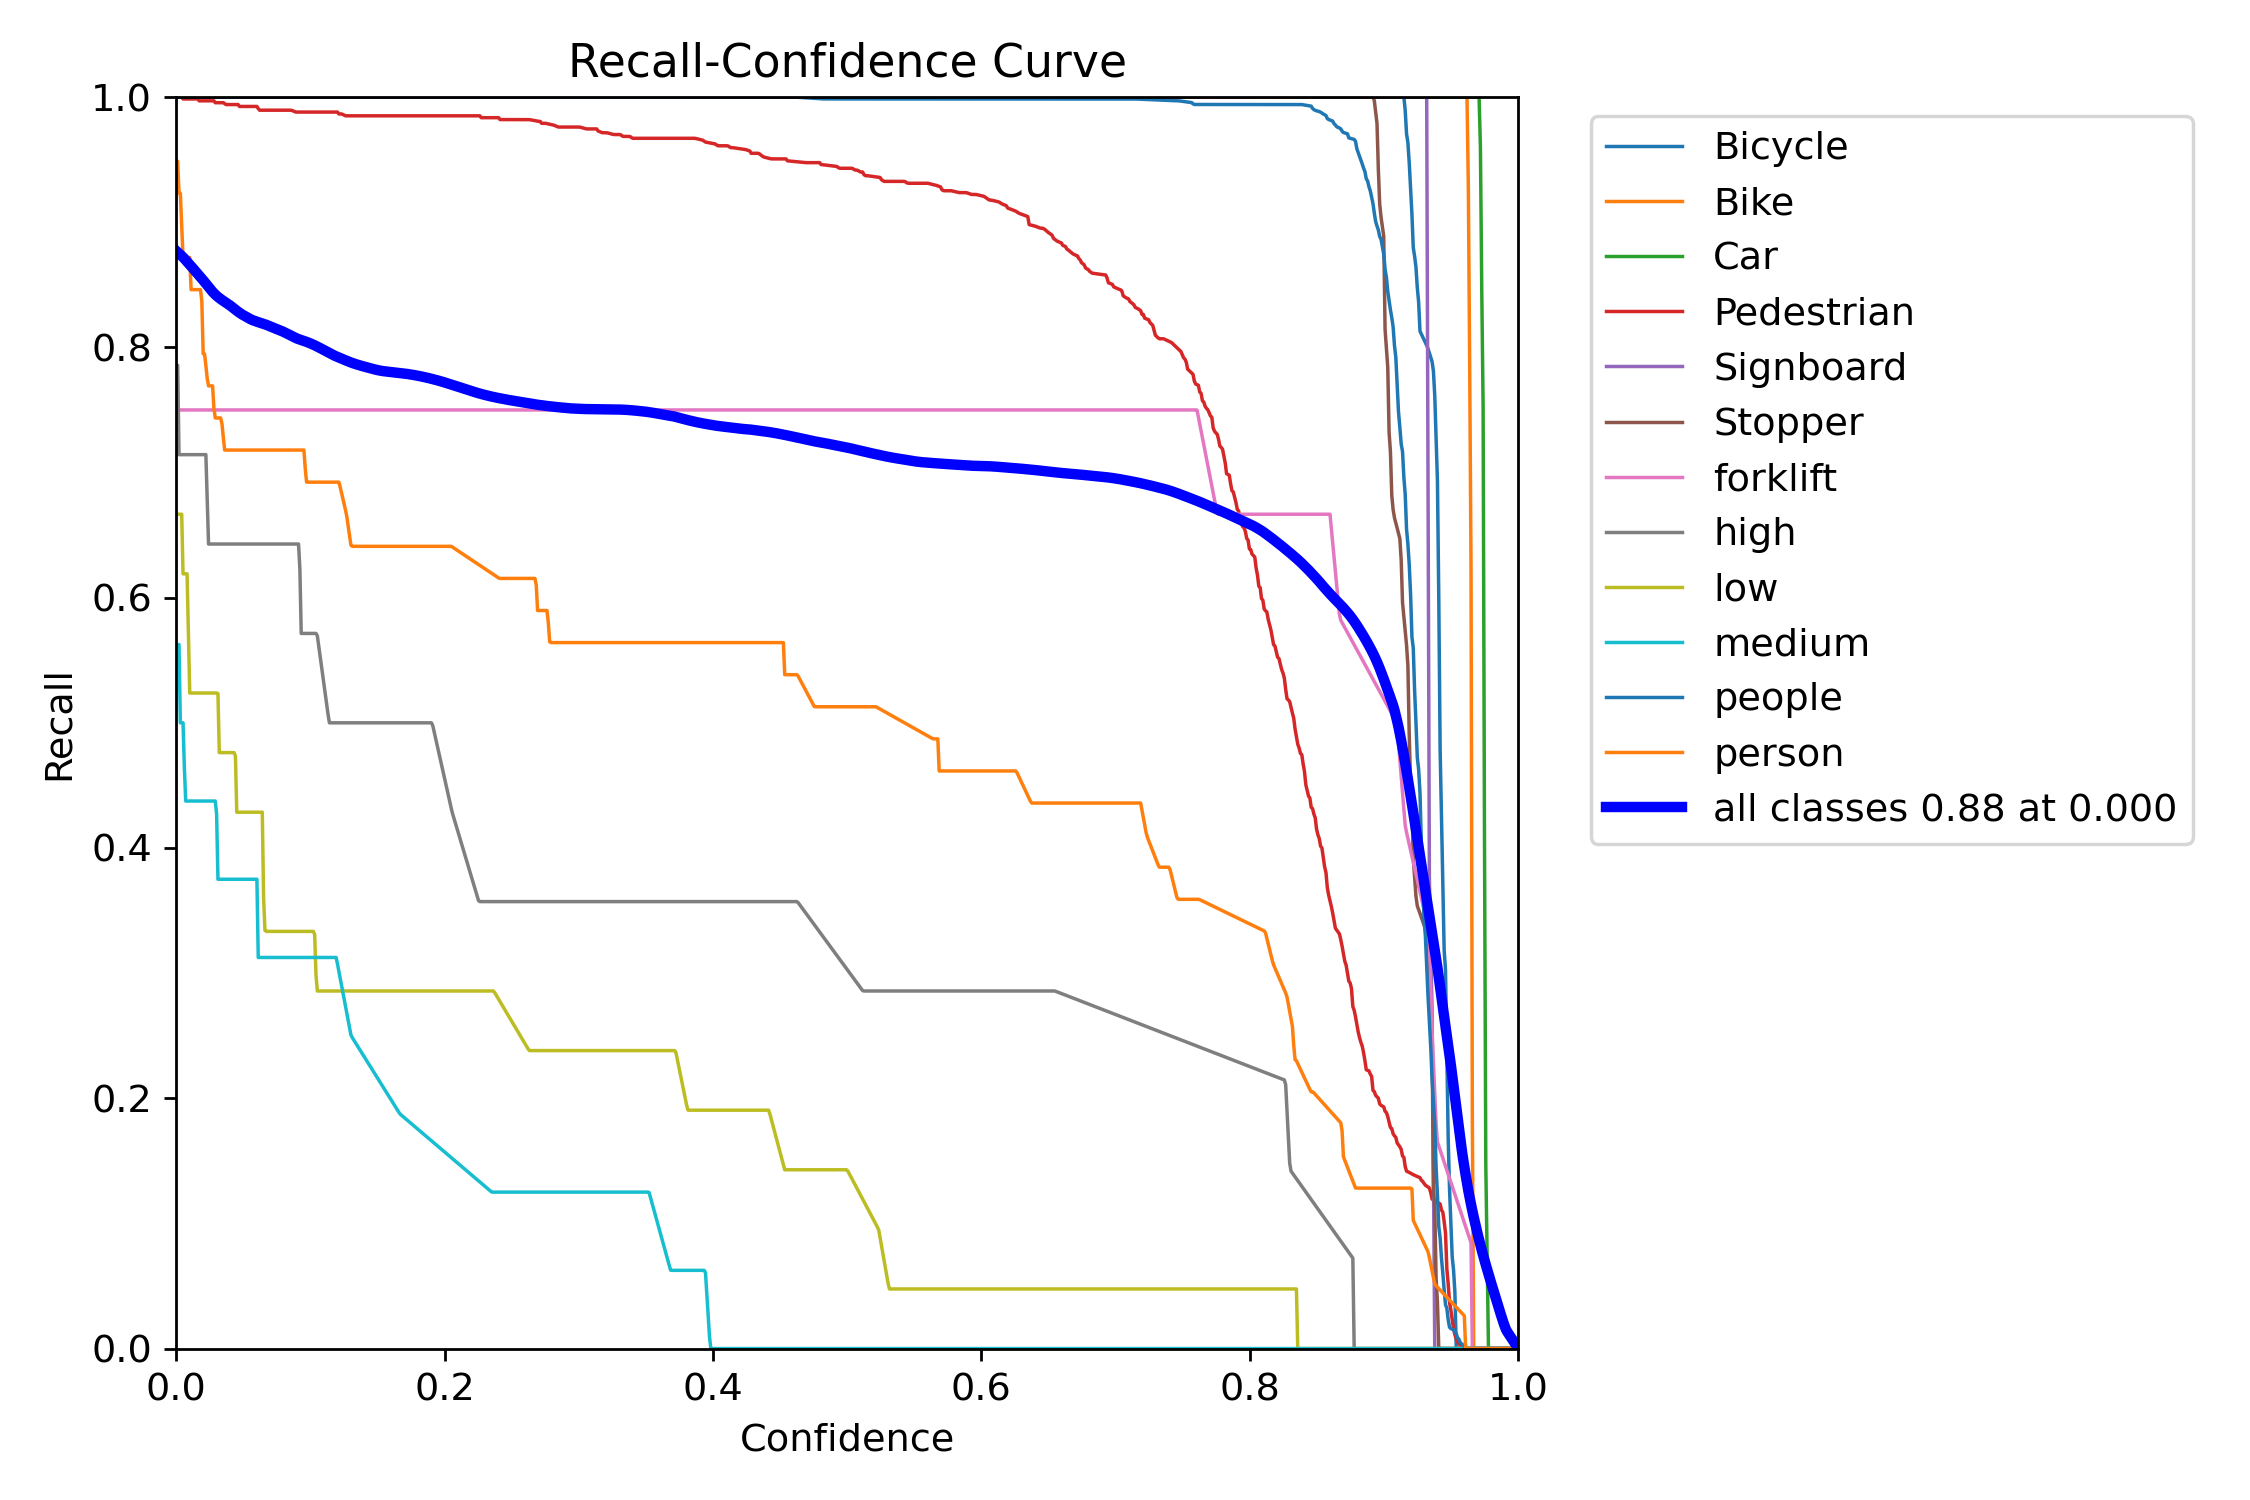 Recall-Confidence Curve
1.0
0.8
0.6
0.4
0.2
0.0
Recall
0.0 0.2 0.4 0.6 0.8 1.0
Confidence
Bicycle
Bike
Car
Pedestrian
Signboard
Stopper
forklift
high
low
medium
people
person
all classes 0.88 at 0.000